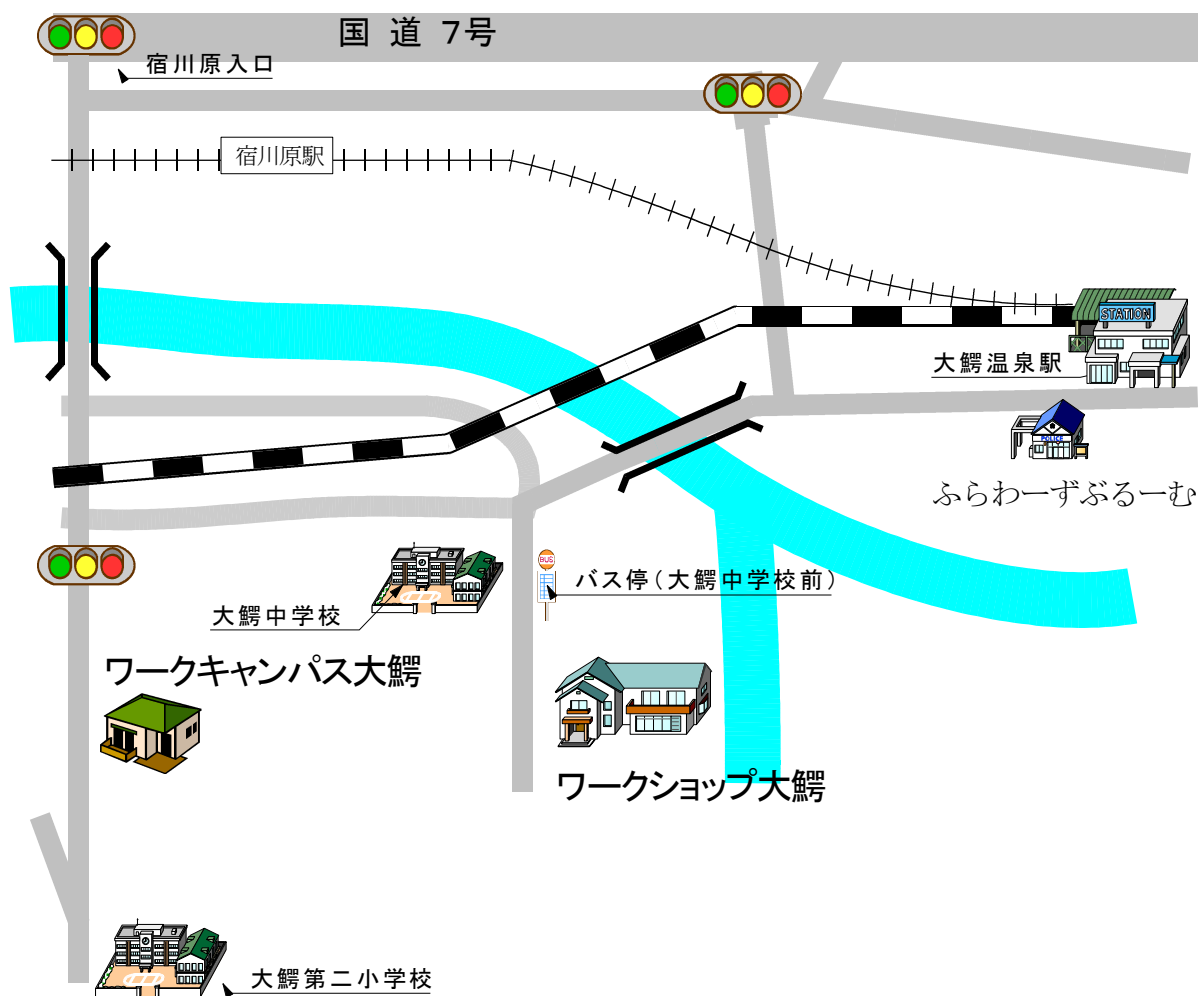 国 道 7号
宿川原入口
宿川原駅
STATION
大鰐温泉駅
POLICE
ふらわーずぶるーむ
BUS
バス停(大鰐中学校前)
大鰐中学校
ワークキャンパス大鰐
ワークショップ大鰐
大鰐第二小学校